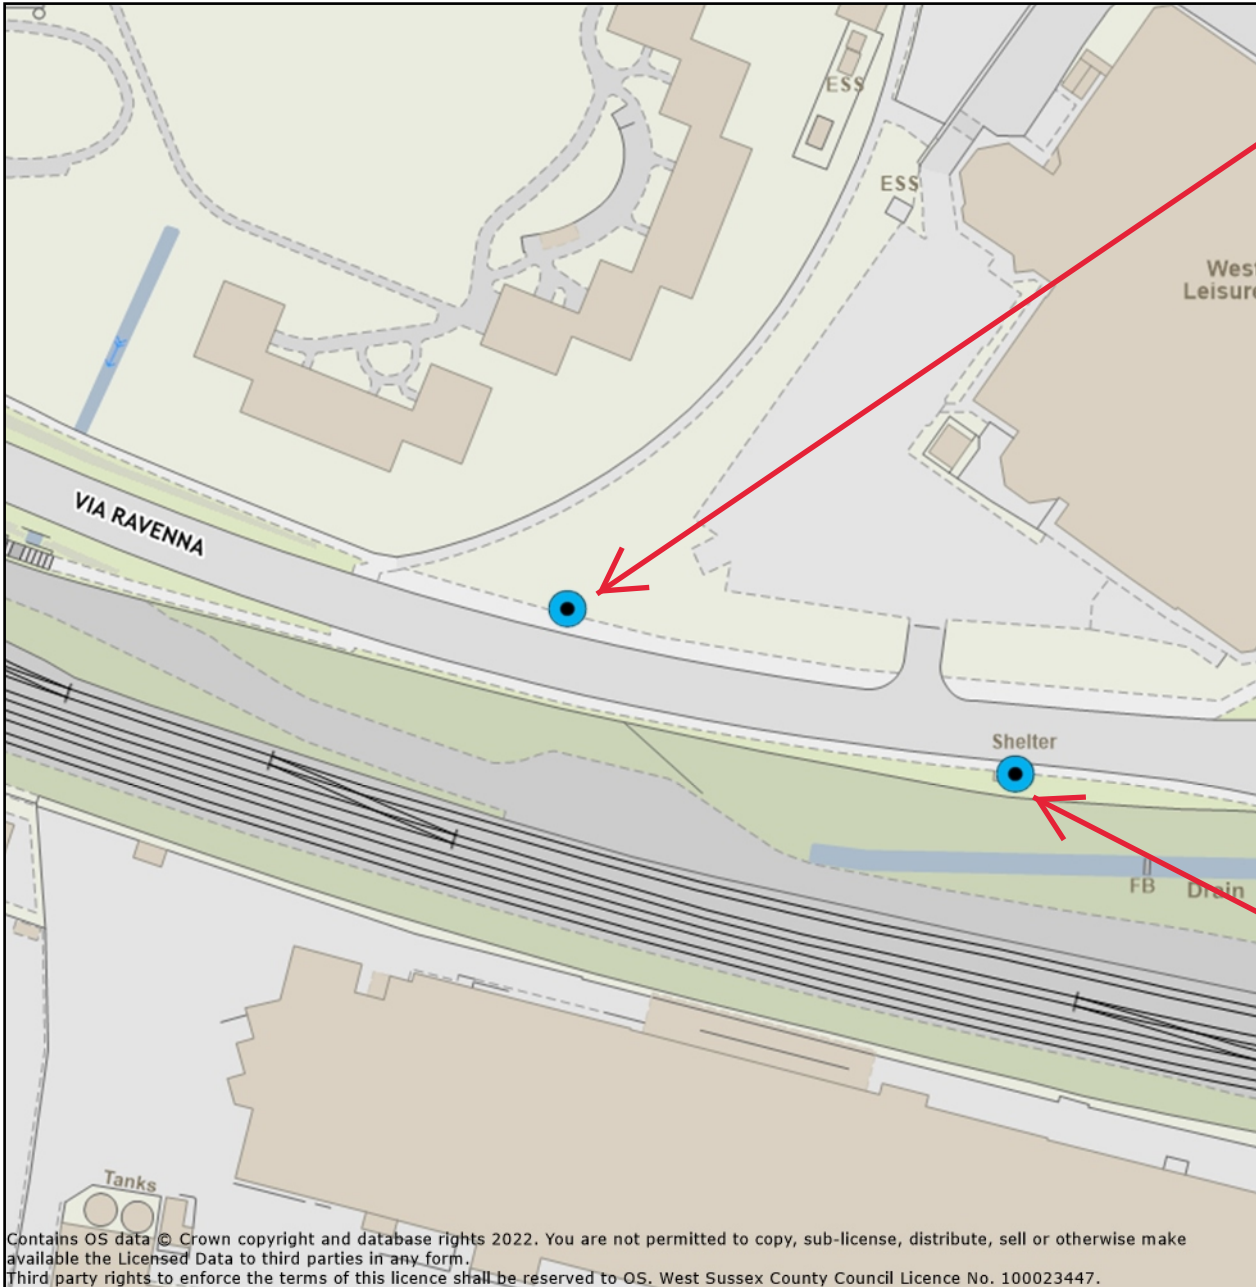 ESS
ESS
Wes
Leisure
VIA RAVENNA
Shelter
FB
Drain
Tanks
Contains OS data © Crown copyright and database rights 2022. You are not permitted to copy, sub-license, distribute, sell or otherwise make
available the Licensed Data to third parties in any form.
Third party rights to enforce the terms of this licence shall be reserved to OS. West Sussex County Council Licence No. 100023447.